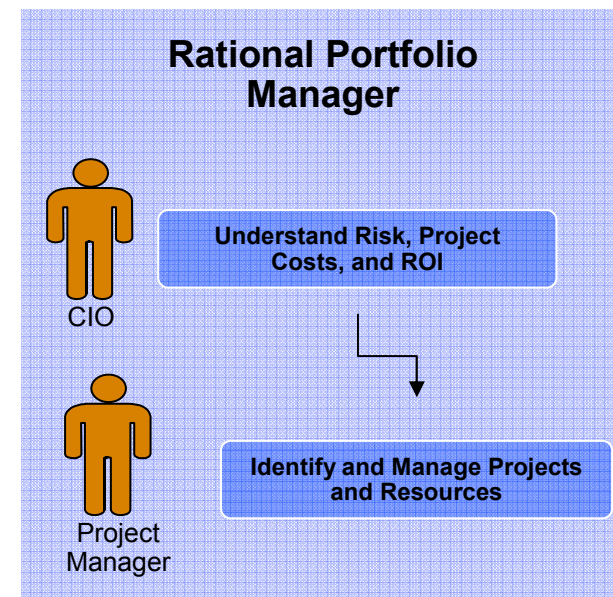 Rational Portfolio
Manager
Understand Risk, Project
Costs, and ROI
CIO
Identify and Manage Projects
and Resources
Project
Manager